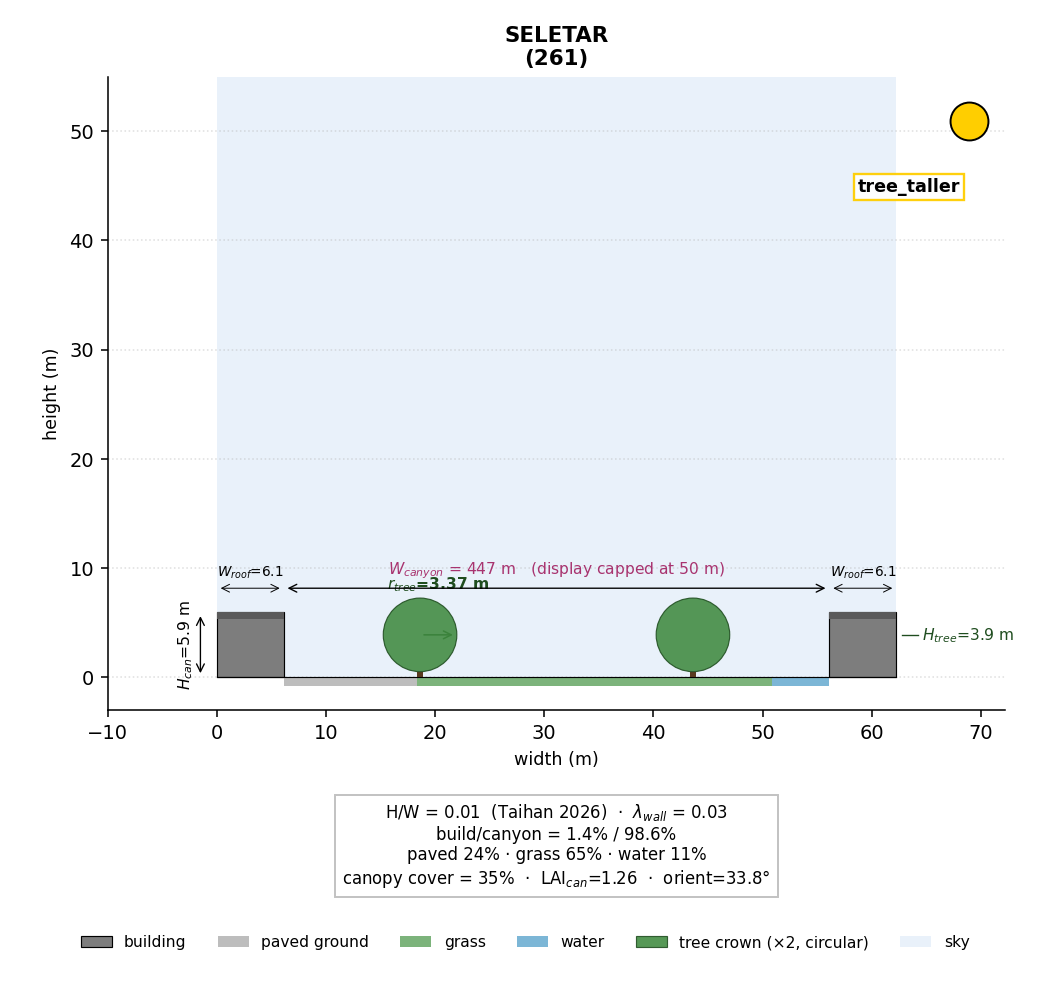 SELETAR
(261)
50
tree_taller
40
30
height (m)
20
10
W_canyon = 447 m (display capped at 50 m)
W_roof=6.1
W_roof=6.1
r_tree=3.37 m
H_can=5.9 m
H_tree=3.9 m
0
−10 0 10 20 30 40 50 60 70
width (m)
H/W = 0.01 (Taihan 2026) · λ_wall = 0.03
build/canyon = 1.4% / 98.6%
paved 24% · grass 65% · water 11%
canopy cover = 35% · LAI_can=1.26 · orient=33.8°
building paved ground grass water tree crown (×2, circular) sky